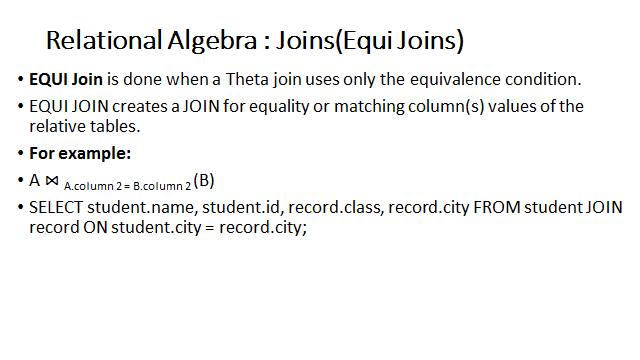 Relational Algebra : Joins(Equi Joins)
• EQUI Join is done when a Theta join uses only the equivalence condition.
• EQUI JOIN creates a JOIN for equality or matching column(s) values of the
relative tables.
• For example:
• A ⋈ A.column 2 = B.column 2 (B)
• SELECT student.name, student.id, record.class, record.city FROM student JOIN
record ON student.city = record.city;